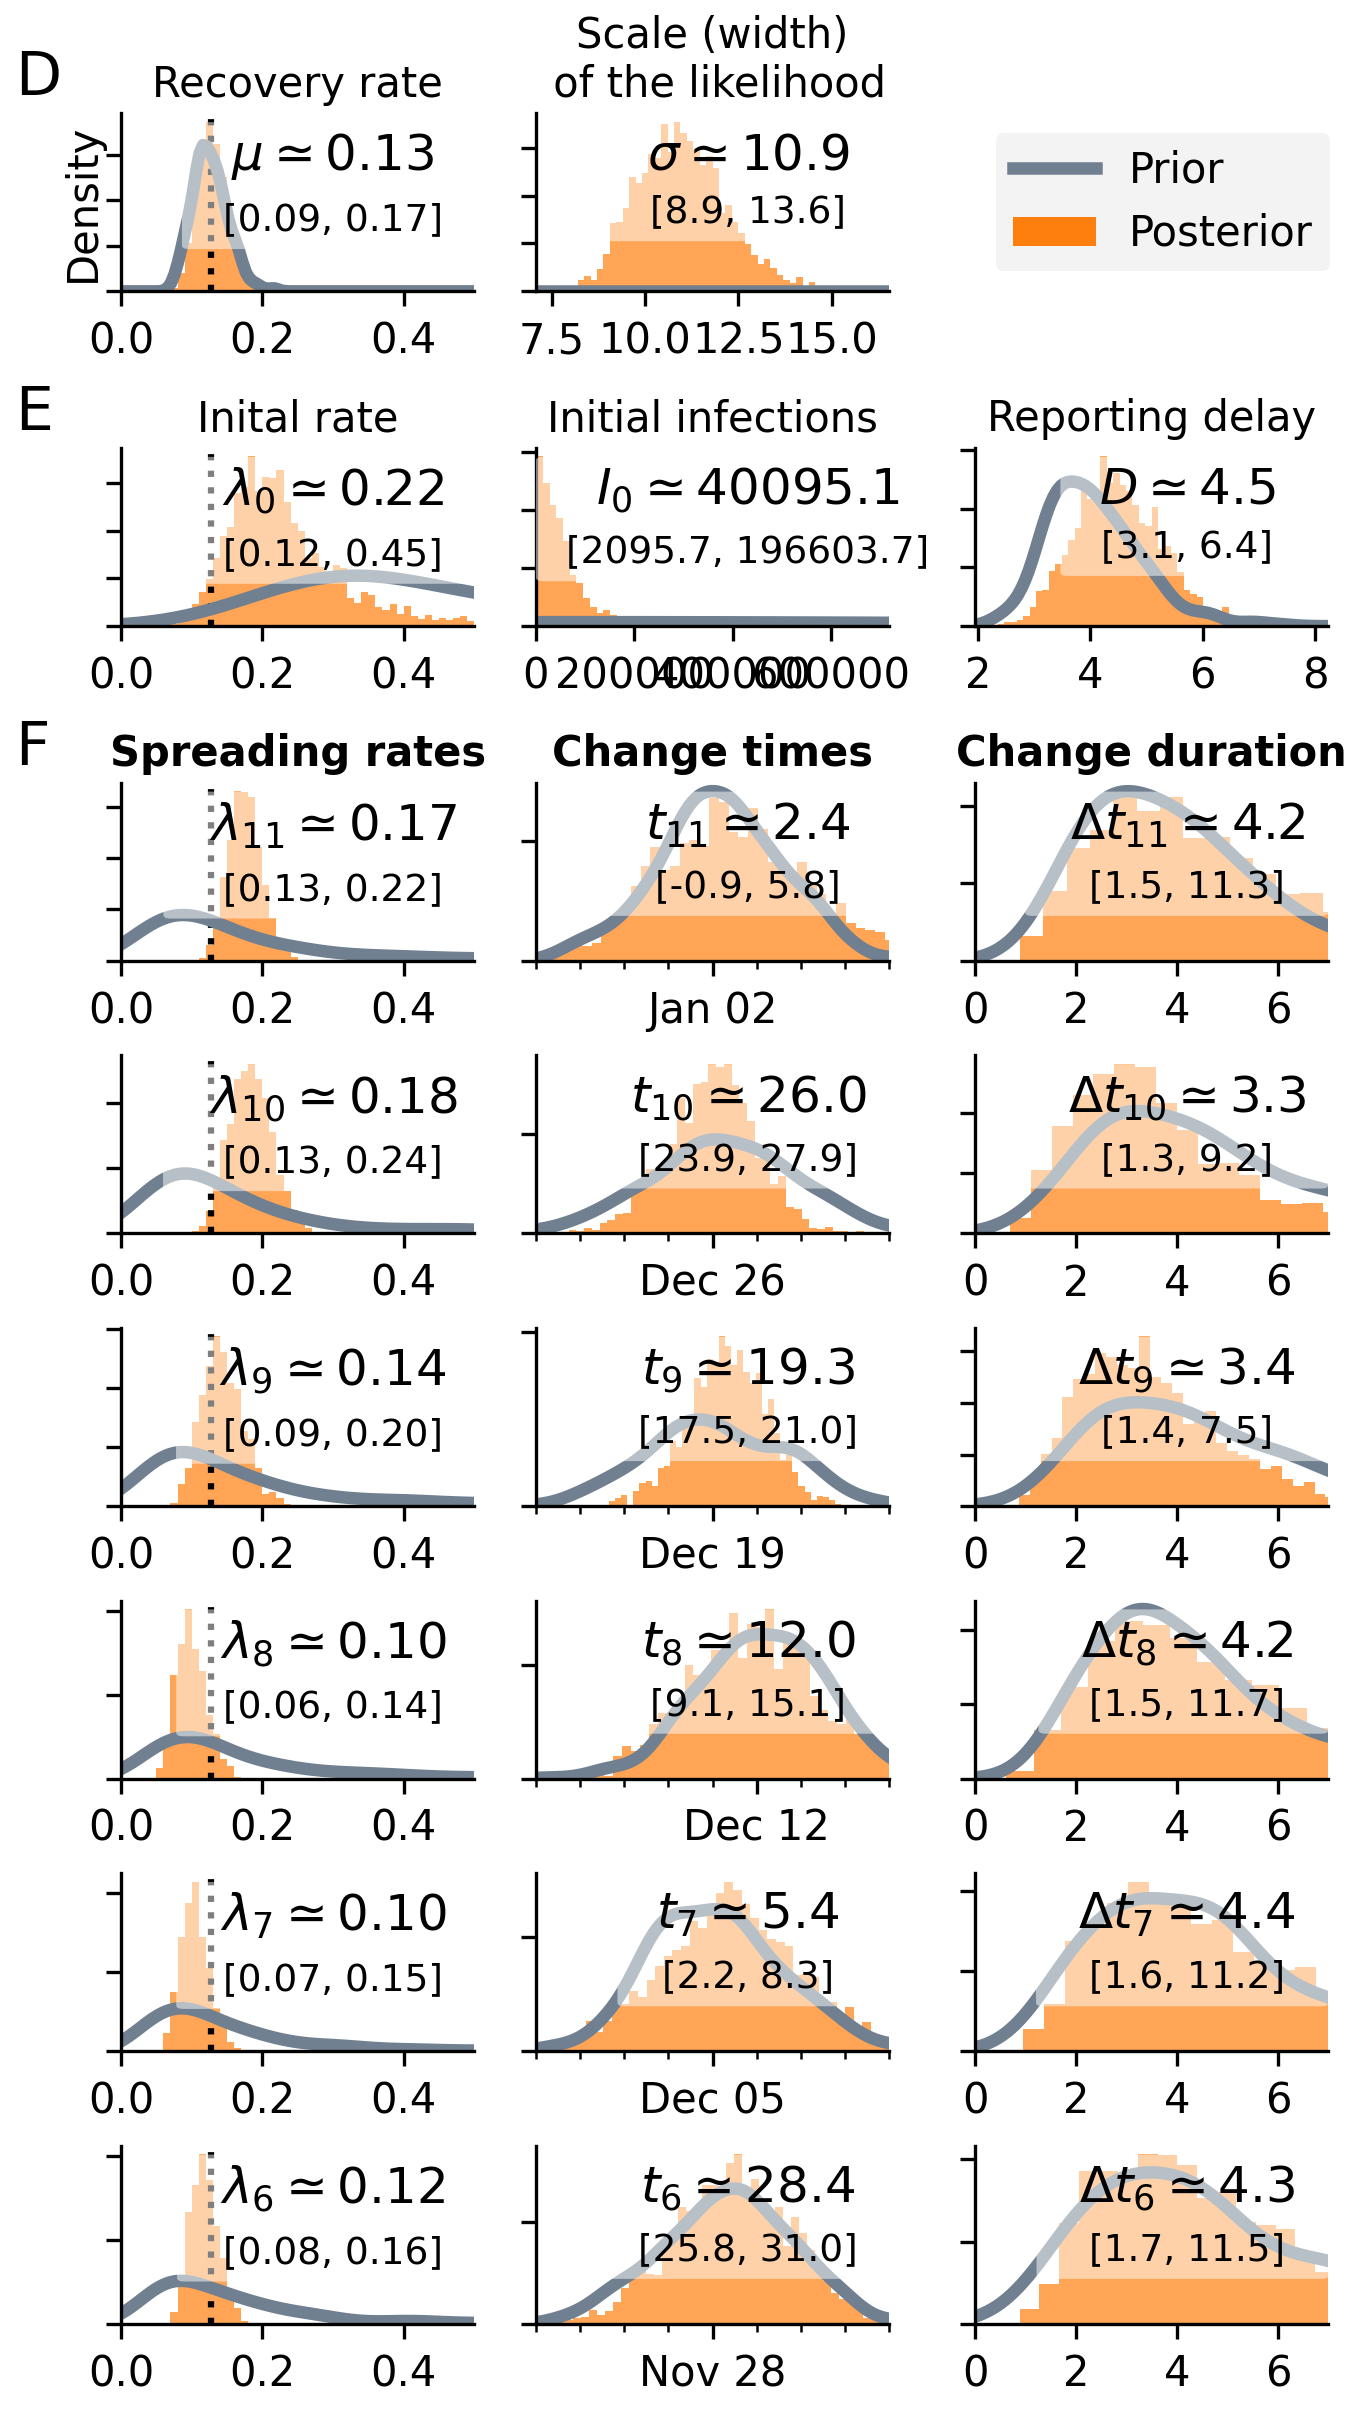 D
Recovery rate
Scale (width)
of the likelihood
Density
μ ≃ 0.13
[0.09, 0.17]
σ ≃ 10.9
[8.9, 13.6]
Prior
Posterior
0.0 0.2 0.4
7.5 10.0 12.5 15.0
E
Inital rate
Initial infections
Reporting delay
λ0 ≃ 0.22
[0.12, 0.45]
I0 ≃ 40095.1
[2095.7, 196603.7]
D ≃ 4.5
[3.1, 6.4]
0.0 0.2 0.4
0 200000 400000 600000
2 4 6 8
F
Spreading rates
Change times
Change duration
λ11 ≃ 0.17
[0.13, 0.22]
t11 ≃ 2.4
[-0.9, 5.8]
Δt11 ≃ 4.2
[1.5, 11.3]
0.0 0.2 0.4
Jan 02
0 2 4 6
λ10 ≃ 0.18
[0.13, 0.24]
t10 ≃ 26.0
[23.9, 27.9]
Δt10 ≃ 3.3
[1.3, 9.2]
0.0 0.2 0.4
Dec 26
0 2 4 6
λ9 ≃ 0.14
[0.09, 0.20]
t9 ≃ 19.3
[17.5, 21.0]
Δt9 ≃ 3.4
[1.4, 7.5]
0.0 0.2 0.4
Dec 19
0 2 4 6
λ8 ≃ 0.10
[0.06, 0.14]
t8 ≃ 12.0
[9.1, 15.1]
Δt8 ≃ 4.2
[1.5, 11.7]
0.0 0.2 0.4
Dec 12
0 2 4 6
λ7 ≃ 0.10
[0.07, 0.15]
t7 ≃ 5.4
[2.2, 8.3]
Δt7 ≃ 4.4
[1.6, 11.2]
0.0 0.2 0.4
Dec 05
0 2 4 6
λ6 ≃ 0.12
[0.08, 0.16]
t6 ≃ 28.4
[25.8, 31.0]
Δt6 ≃ 4.3
[1.7, 11.5]
0.0 0.2 0.4
Nov 28
0 2 4 6